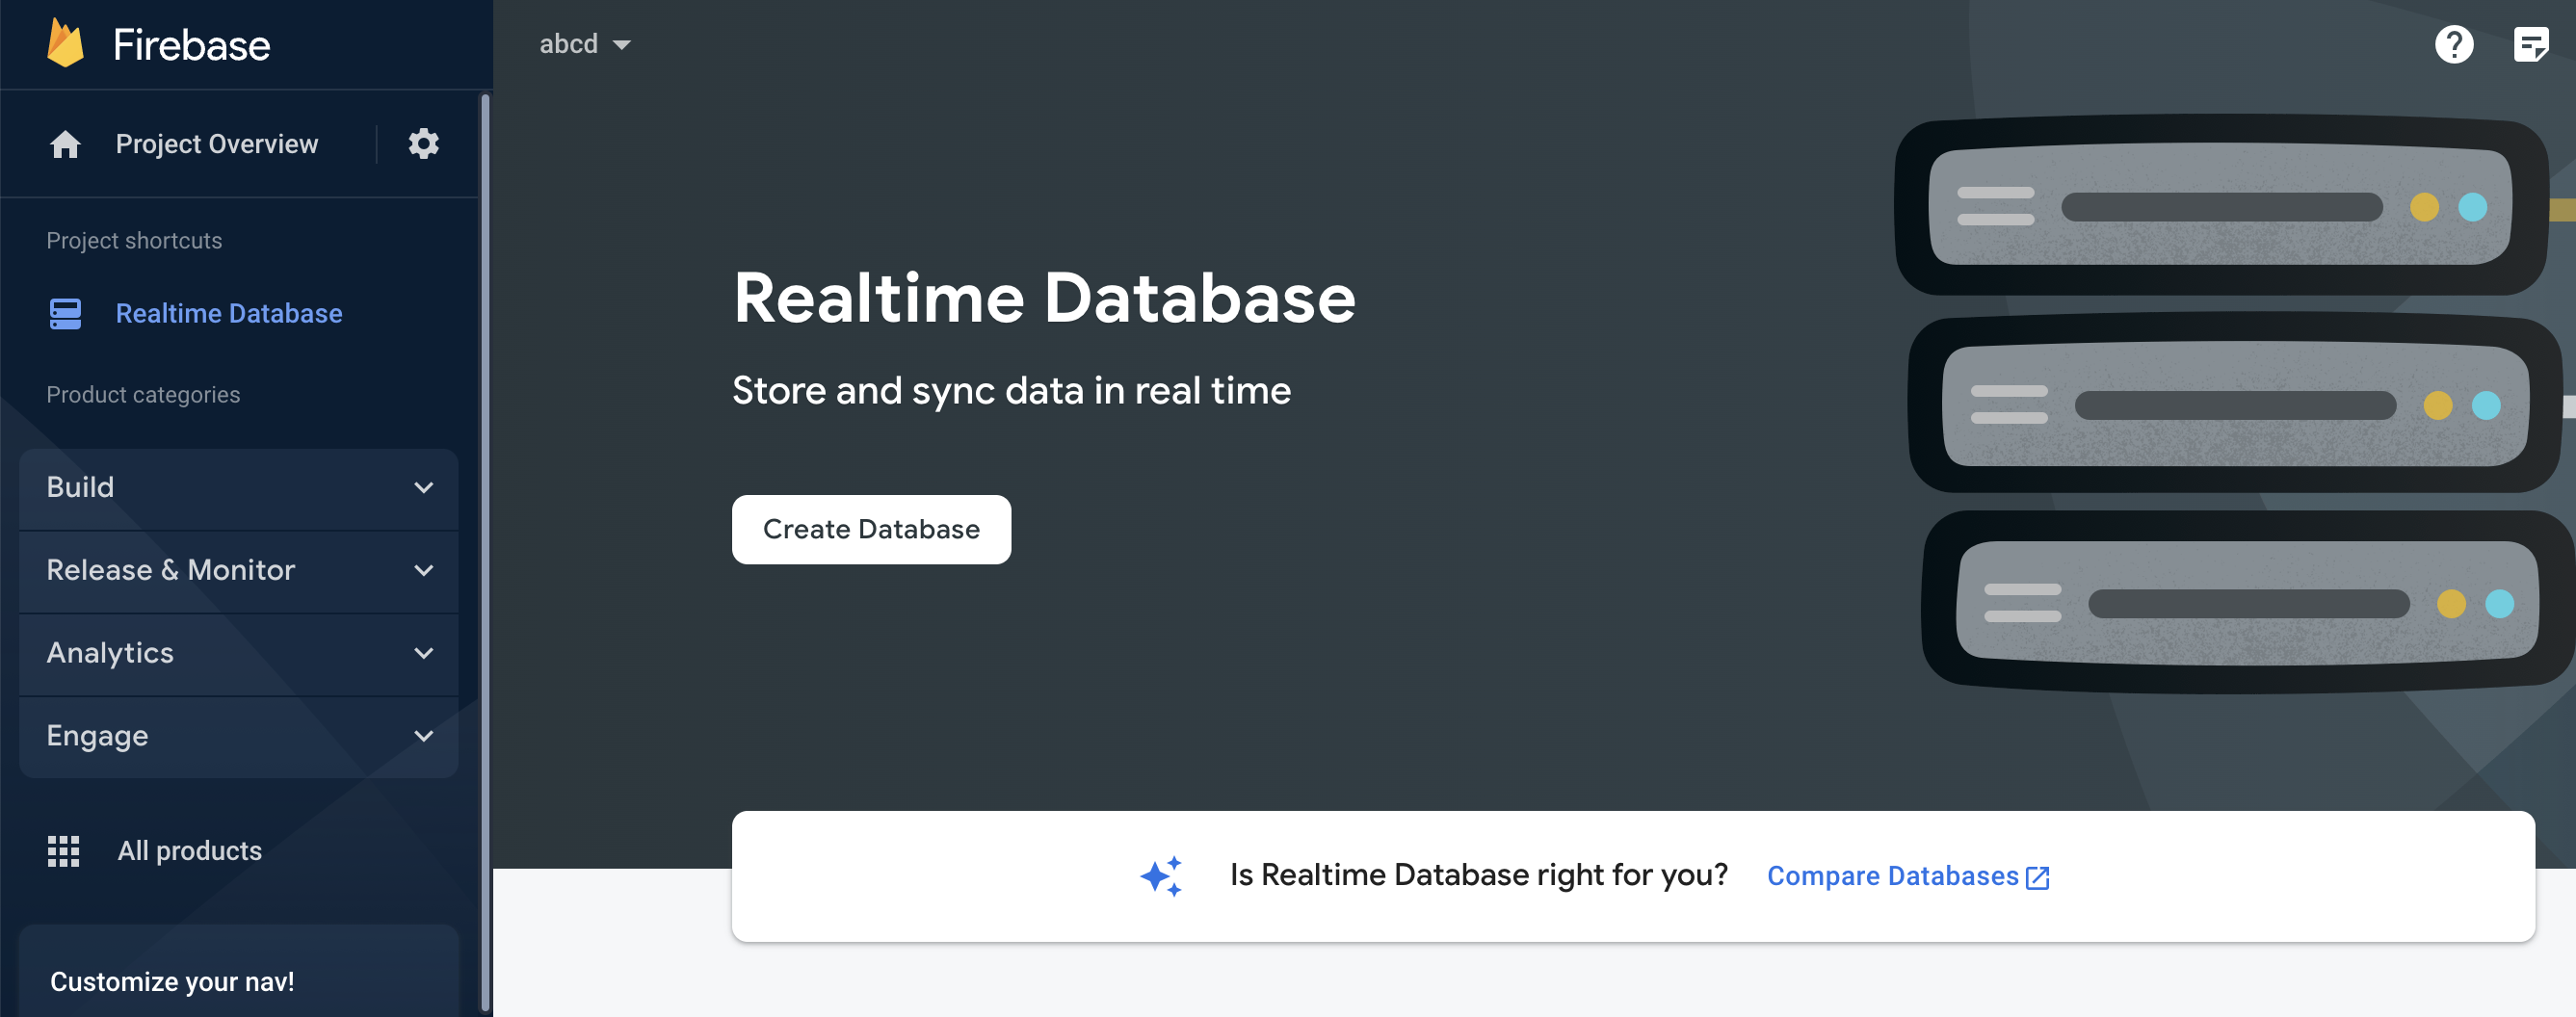 Firebase
abcd
Project Overview
Project shortcuts
Realtime Database
Product categories
Build
Release & Monitor
Analytics
Engage
All products
Customize your nav!
Realtime Database
Store and sync data in real time
Create Database
Is Realtime Database right for you? Compare Databases